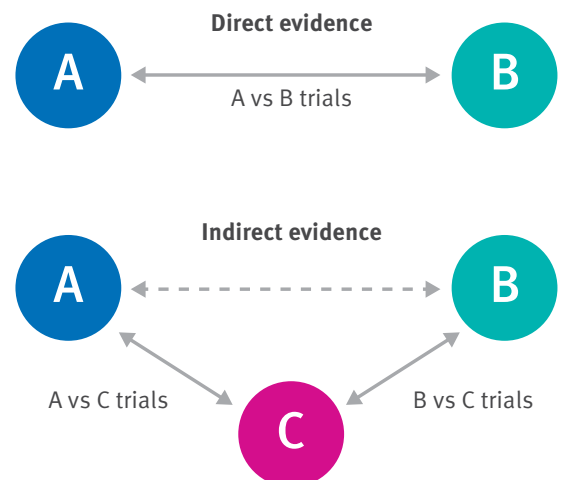 Direct evidence
A
B
A vs B trials
Indirect evidence
A
B
A vs C trials
B vs C trials
C